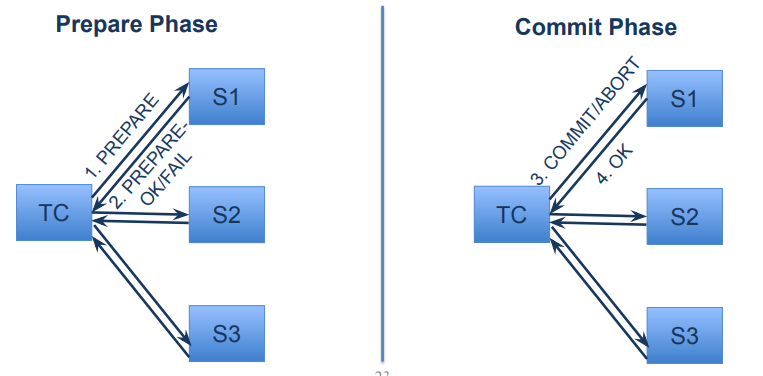 Prepare Phase
S1
1. PREPARE
2. PREPARE-
OK/FAIL
TC
S2
S3
Commit Phase
S1
3. COMMIT/ABORT
4. OK
TC
S2
S3